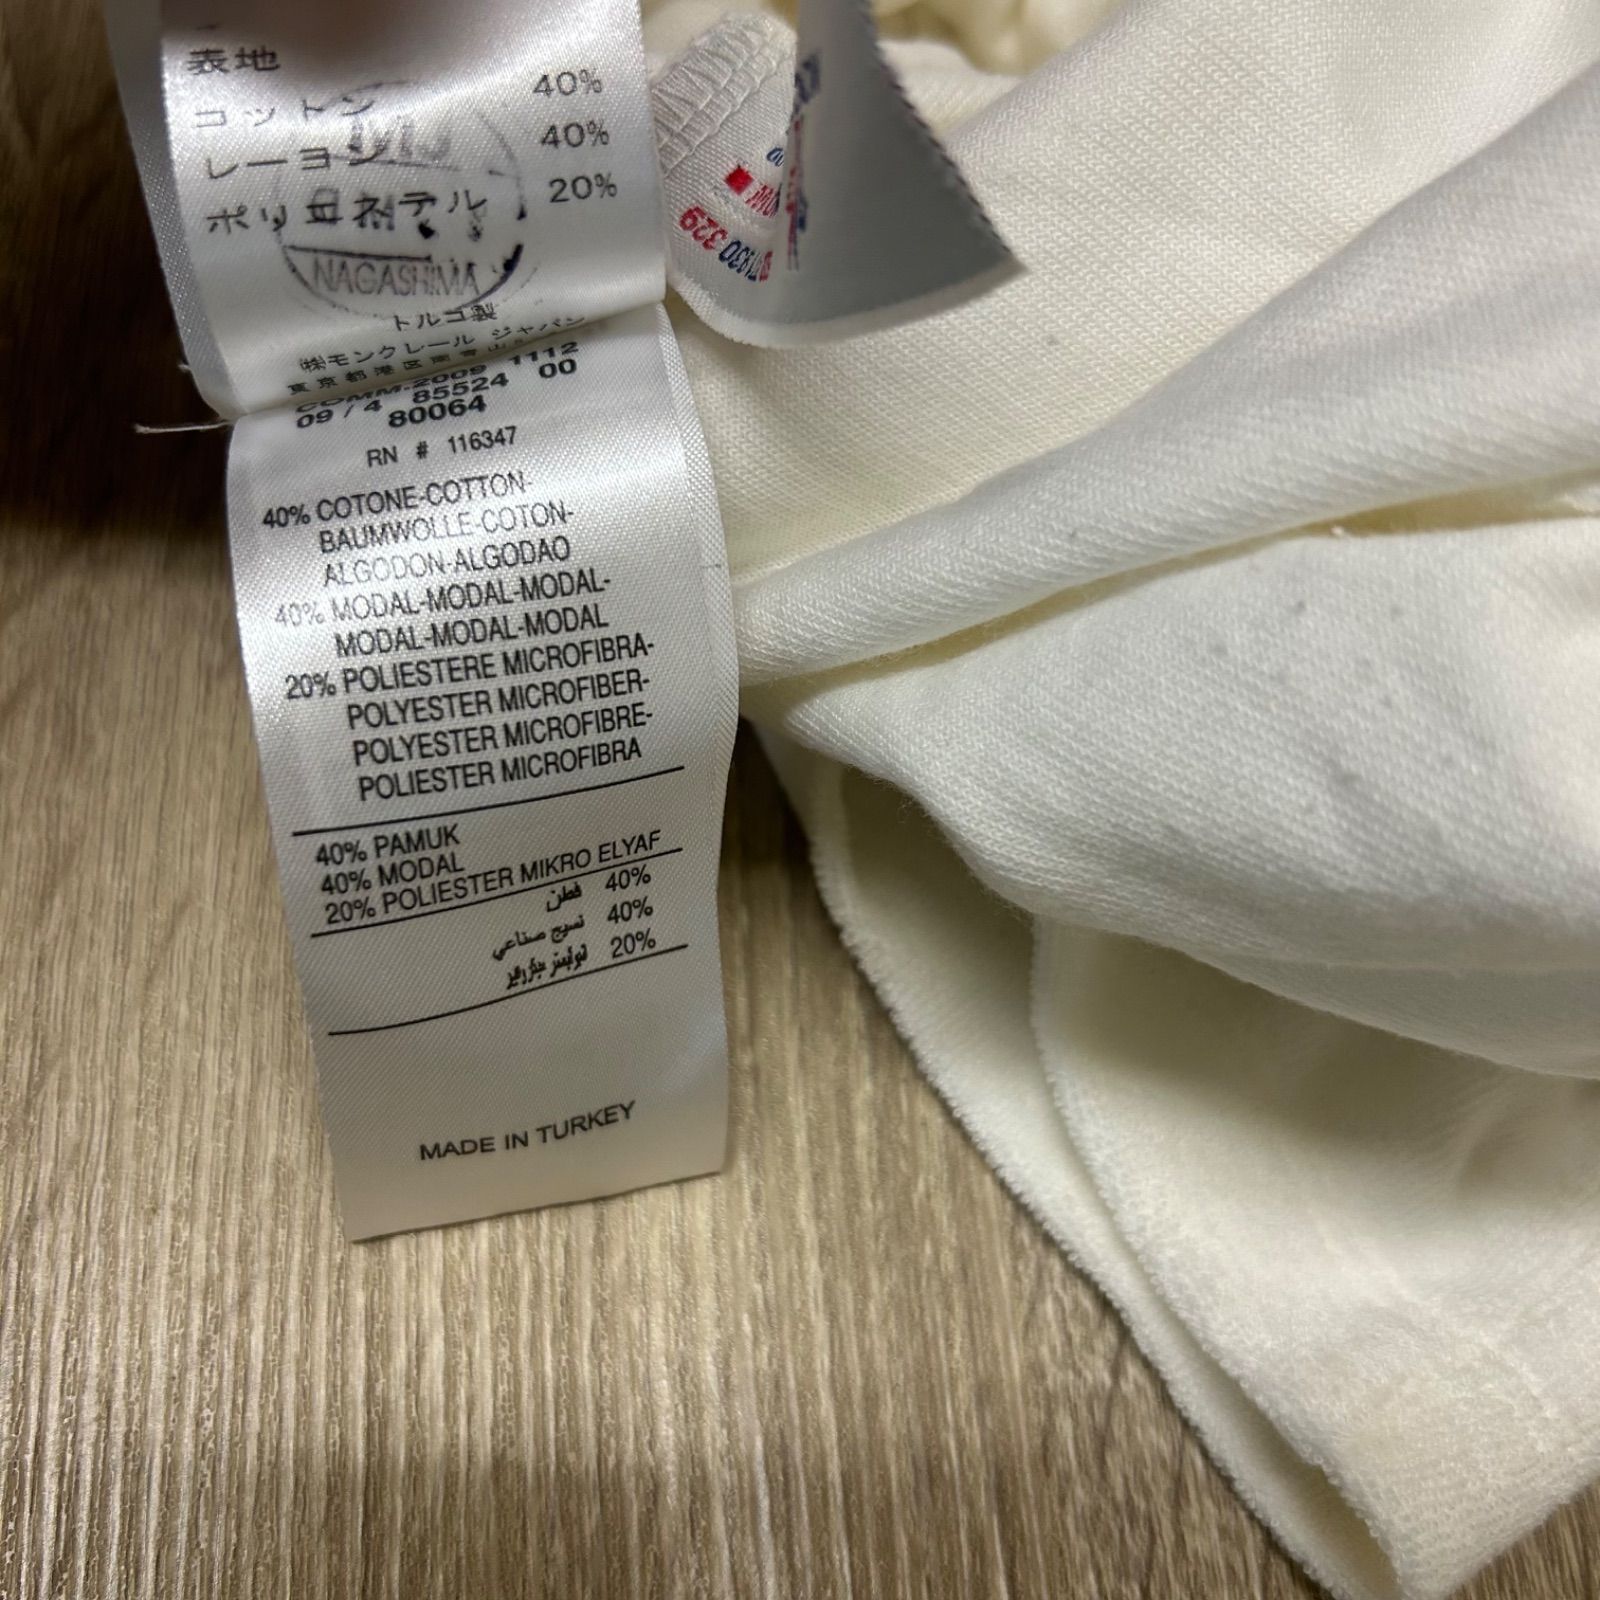 表地
コットン 40%
レーヨン 40%
ポリエステル 20%
NAGASHIMA
トルコ製
㈱モンクレール ジャパン
東京都港区南青山
COMM-2009 1112
09 / 4 85524 00
80064
RN # 116347
40% COTONE-COTTON-
BAUMWOLLE-COTON-
ALGODON-ALGODAO
40% MODAL-MODAL-MODAL-
MODAL-MODAL-MODAL
20% POLIESTERE MICROFIBRA-
POLYESTER MICROFIBER-
POLYESTER MICROFIBRE-
POLIESTER MICROFIBRA
40% PAMUK
40% MODAL
20% POLIESTER MIKRO ELYAF
قطن 40%
نسيج صناعي 40%
20%
MADE IN TURKEY
329